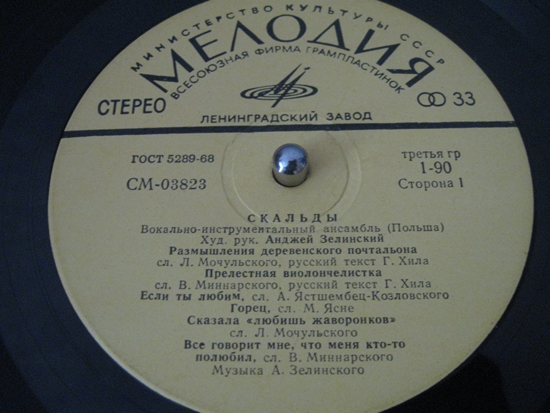 МИНИСТЕРСТВО КУЛЬТУРЫ СССР
МЕЛОДИЯ
ВСЕСОЮЗНАЯ ФИРМА ГРАМПЛАСТИНОК
СТЕРЕО
33
ЛЕНИНГРАДСКИЙ ЗАВОД
ГОСТ 5289-68
третья гр
СМ-03823
1-90
Сторона 1
СКАЛЬДЫ
Вокально-инструментальный ансамбль (Польша)
Худ. рук. Анджей Зелинский
Размышления деревенского почтальона
сл. Л. Мочульского, русский текст Г. Хила
Прелестная виолончелистка
сл. В. Миннарского, русский текст Г. Хила
Если ты любим, сл. А. Ястшембец-Козловского
Горец, сл. М. Ясне
Сказала «любишь жаворонков»
сл. Л. Мочульского
Все говорит мне, что меня кто-то
полюбил, сл. В. Миннарского
Музыка А. Зелинского